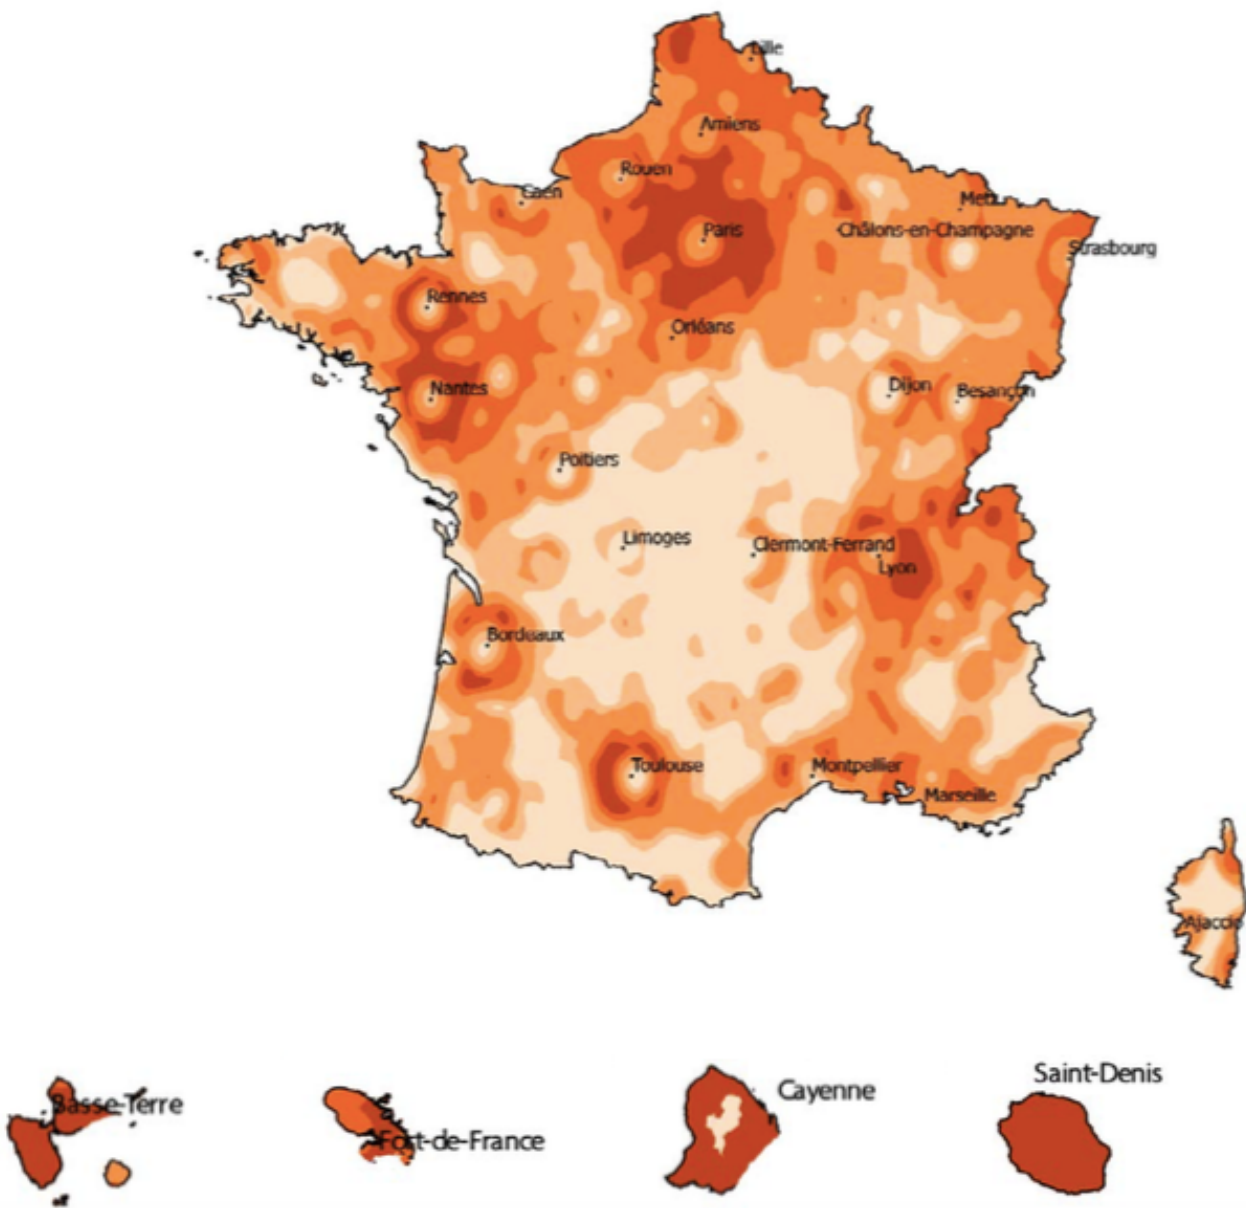 Lille
Amiens
Rouen
Caen
Metz
Paris
Châlons-en-Champagne
Strasbourg
Rennes
Orléans
Nantes
Dijon
Besançon
Poitiers
Limoges
Clermont-Ferrand
Lyon
Bordeaux
Toulouse
Montpellier
Marseille
Ajaccio
Saint-Denis
Cayenne
Basse-Terre
Fort-de-France